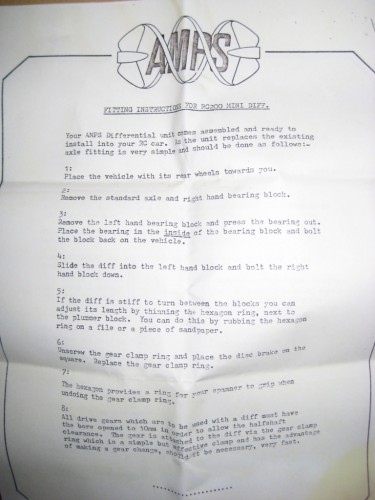 AMPS
FITTING INSTRUCTIONS FOR RC200 MINI DIFF.
Your AMPS Differential unit comes assembled and ready to
install into your RC car. As the unit replaces the existing
axle fitting is very simple and should be done as follows:-
1:
Place the vehicle with its rear wheels towards you.
2:
Remove the standard axle and right hand bearing block.
3:
Remove the left hand bearing block and press the bearing out.
Place the bearing in the inside of the bearing block and bolt
the block back on the vehicle.
4:
Slide the diff into the left hand block and bolt the right
hand block down.
5:
If the diff is stiff to turn between the blocks you can
adjust its length by thinning the hexagon ring, next to
the plummer block. You can do this by rubbing the hexagon
ring on a file or a piece of sandpaper.
6:
Unscrew the gear clamp ring and place the disc brake on the
square. Replace the gear clamp ring.
7:
The hexagon provides a ring for your spanner to grip when
undoing the gear clamp ring.
8:
All drive gears which are to be used with a diff must have
the bore opened to 10mm in order to allow the halfshaft
clearance. The gear is attached to the diff via the gear clamp
ring which is a simple but effective clamp and has the advantage
of making a gear change, should it be necessary, very fast.